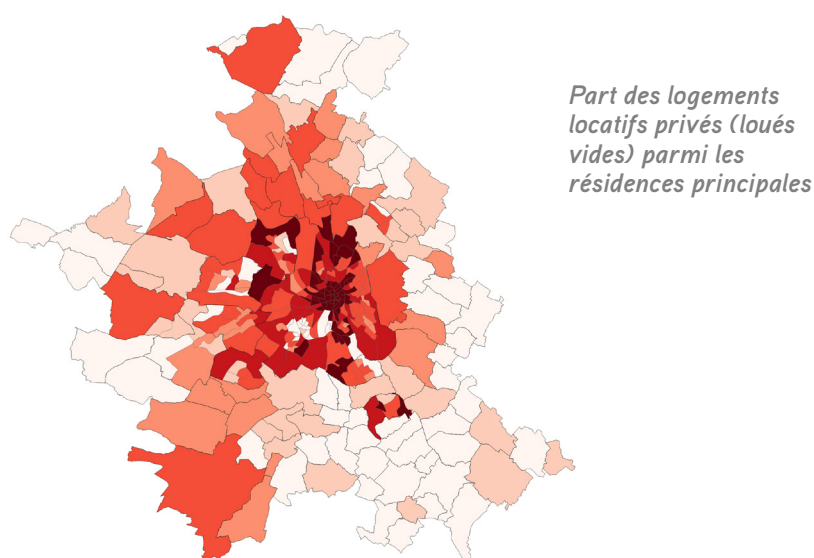 Part des logements
locatifs privés (loués
vides) parmi les
résidences principales